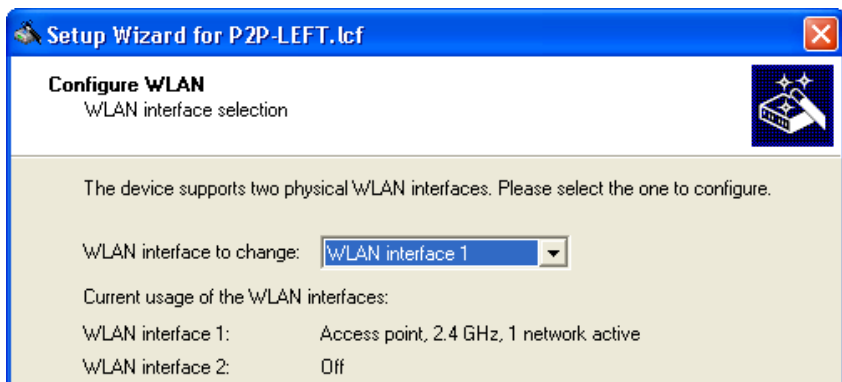 Setup Wizard for P2P-LEFT.lcf
Configure WLAN
WLAN interface selection
The device supports two physical WLAN interfaces. Please select the one to configure.
WLAN interface to change: WLAN interface 1
Current usage of the WLAN interfaces:
WLAN interface 1: Access point, 2.4 GHz, 1 network active
WLAN interface 2: Off